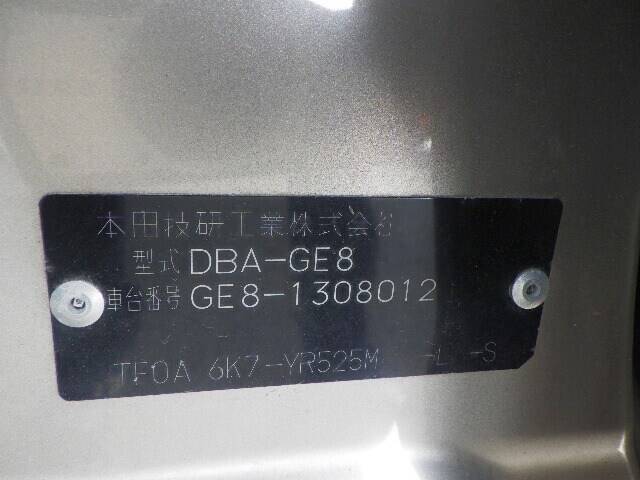 本田技研工業株式会社
型式 DBA-GE8
車台番号 GE8-1308012
TF0A 6K7-YR525M -L -S